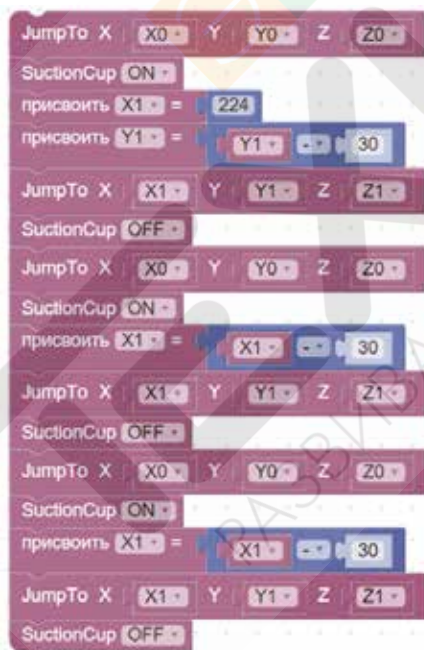 JumpTo X X0 Y Y0 Z Z0
SuctionCup ON
присвоить X1 = 224
присвоить Y1 = Y1 - 30
JumpTo X X1 Y Y1 Z Z1
SuctionCup OFF
JumpTo X X0 Y Y0 Z Z0
SuctionCup ON
присвоить X1 = X1 - 30
JumpTo X X1 Y Y1 Z Z1
SuctionCup OFF
JumpTo X X0 Y Y0 Z Z0
SuctionCup ON
присвоить X1 = X1 - 30
JumpTo X X1 Y Y1 Z Z1
SuctionCup OFF